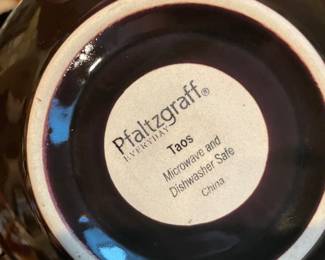 Pfaltzgraff®
EVERYDAY
Taos
Microwave and
Dishwasher Safe
China